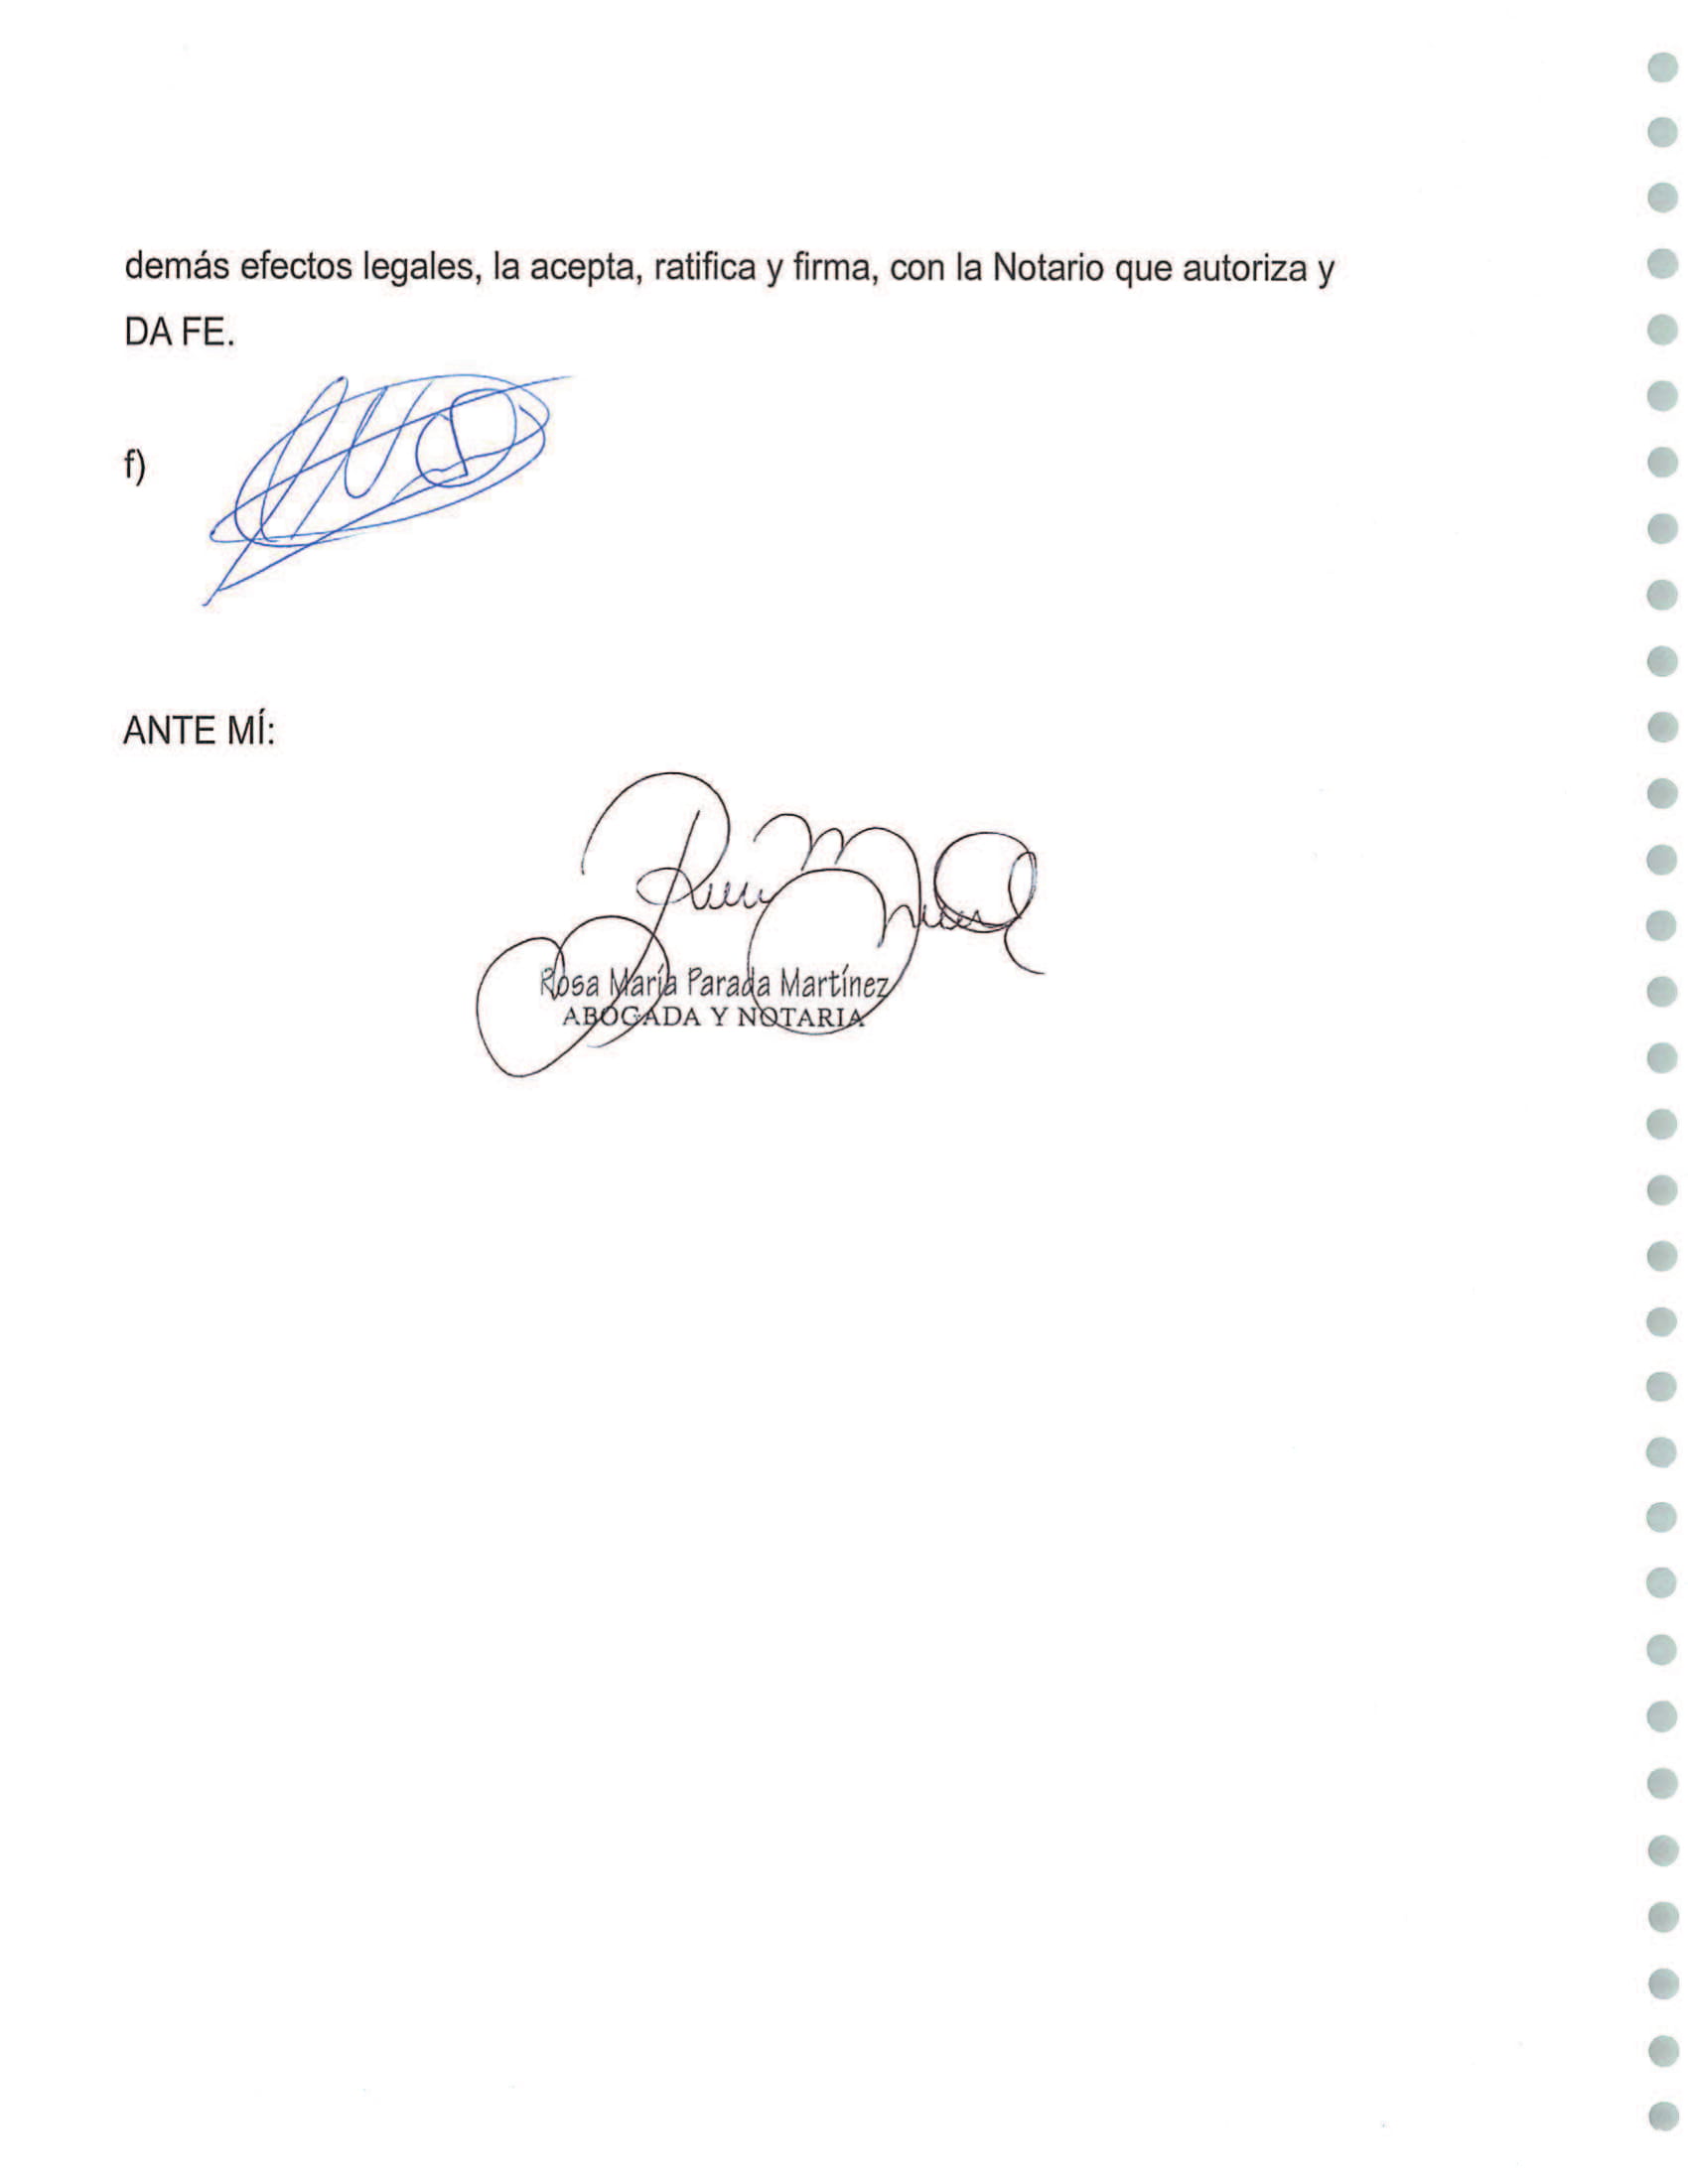 demás efectos legales, la acepta, ratifica y firma, con la Notario que autoriza y
DA FE.
f)
ANTE MÍ:
Rosa María Parada Martínez
ABOGADA Y NOTARIA